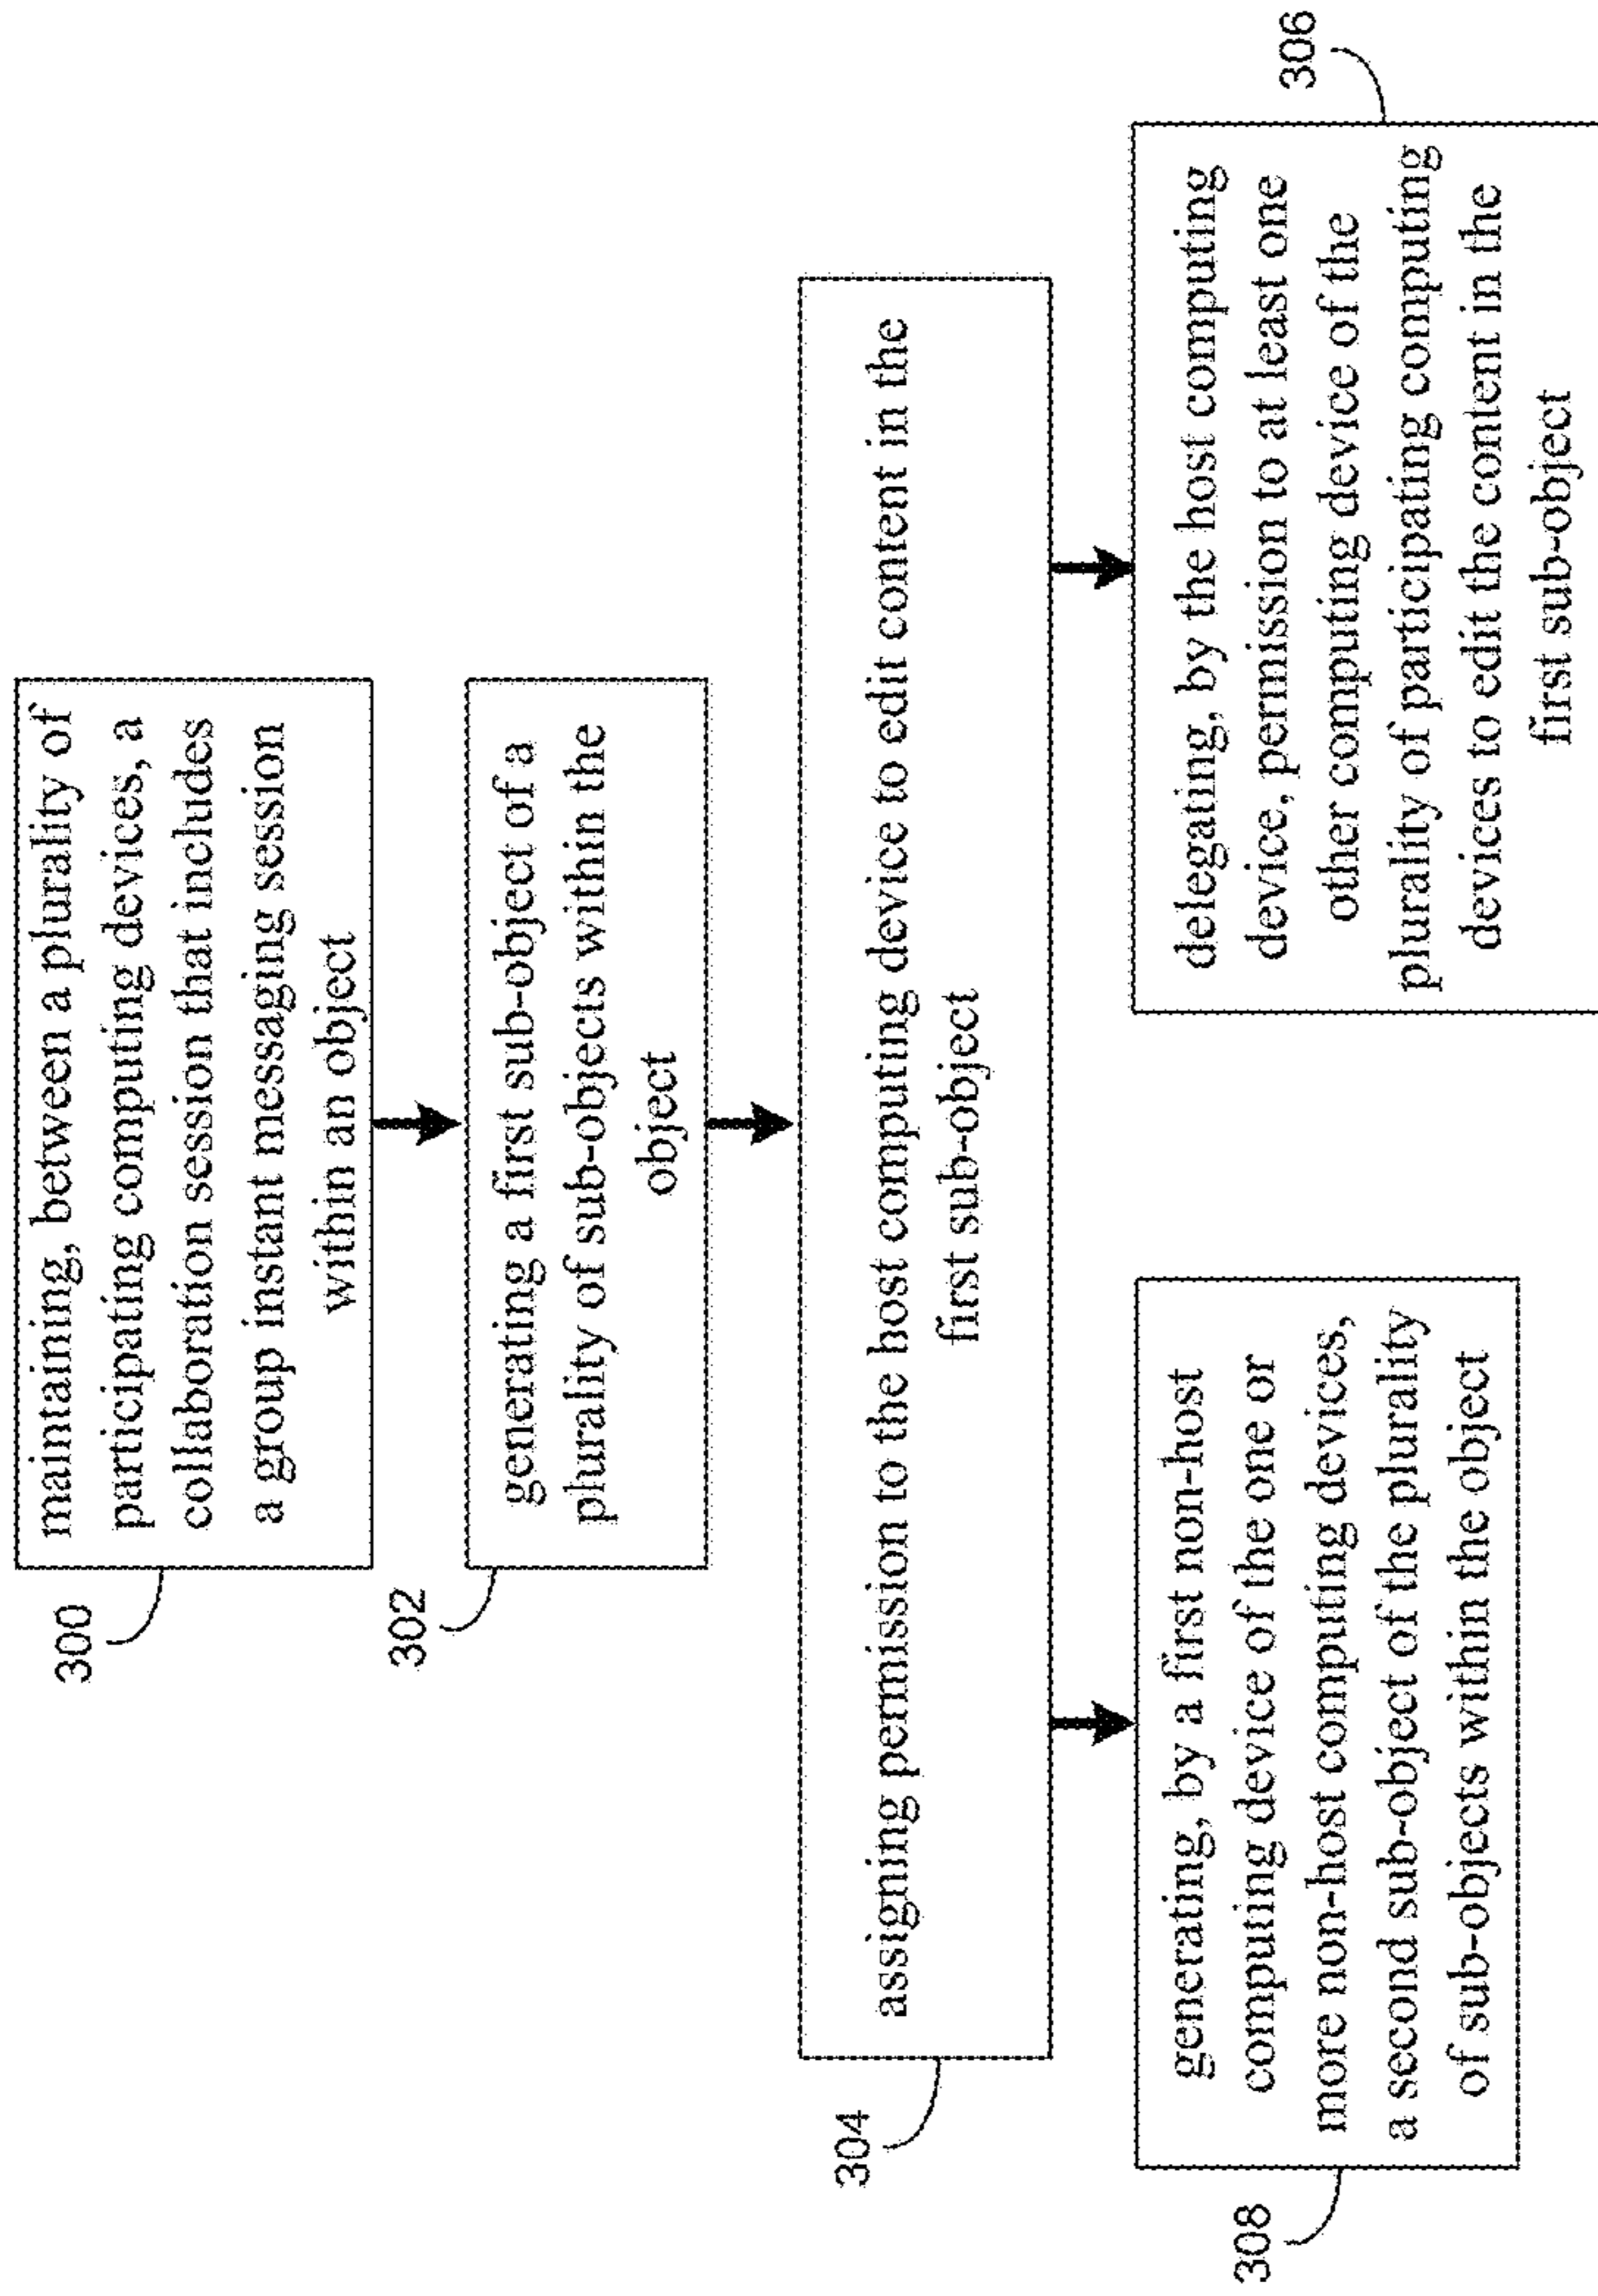 300
maintaining, between a plurality of
participating computing devices, a
collaboration session that includes
a group instant messaging session
within an object
302
generating a first sub-object of a
plurality of sub-objects within the
object
304
assigning permission to the host computing device to edit content in the
first sub-object
308
generating, by a first non-host
computing device of the one or
more non-host computing devices,
a second sub-object of the plurality
of sub-objects within the object
306
delegating, by the host computing
device, permission to at least one
other computing device of the
plurality of participating computing
devices to edit the content in the
first sub-object